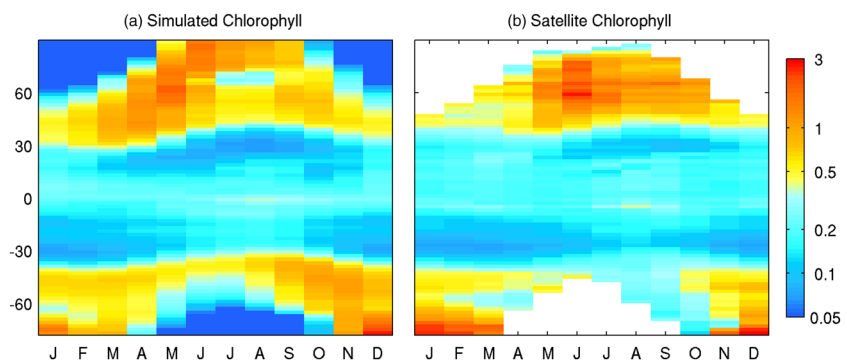 (a) Simulated Chlorophyll
(b) Satellite Chlorophyll
60
30
0
-30
-60
J F M A M J J A S O N D
J F M A M J J A S O N D
3
1
0.5
0.2
0.1
0.05